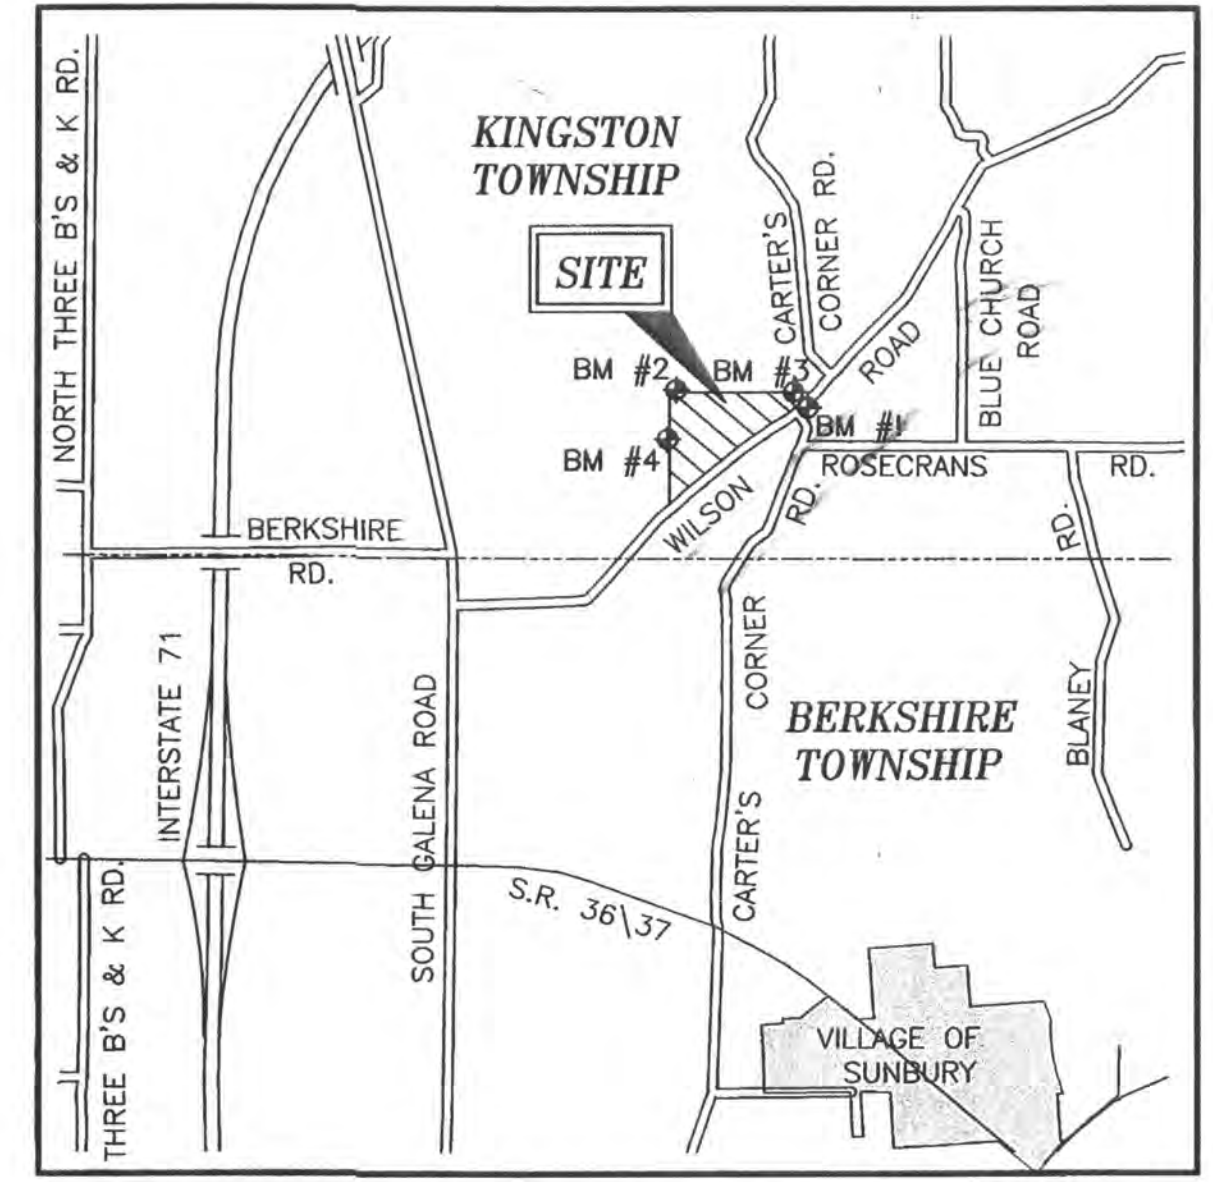 NORTH THREE B'S & K RD.
KINGSTON
TOWNSHIP
SITE
CARTER'S
CORNER RD.
ROAD
BLUE CHURCH
ROAD
BM #2
BM #3
BM #1
BM #4
ROSECRANS
RD.
WILSON
RD.
RD.
BERKSHIRE
RD.
INTERSTATE 71
SOUTH GALENA ROAD
CORNER
BERKSHIRE
TOWNSHIP
BLANEY
CARTER'S
S.R. 36\37
THREE B'S & K RD.
VILLAGE OF
SUNBURY